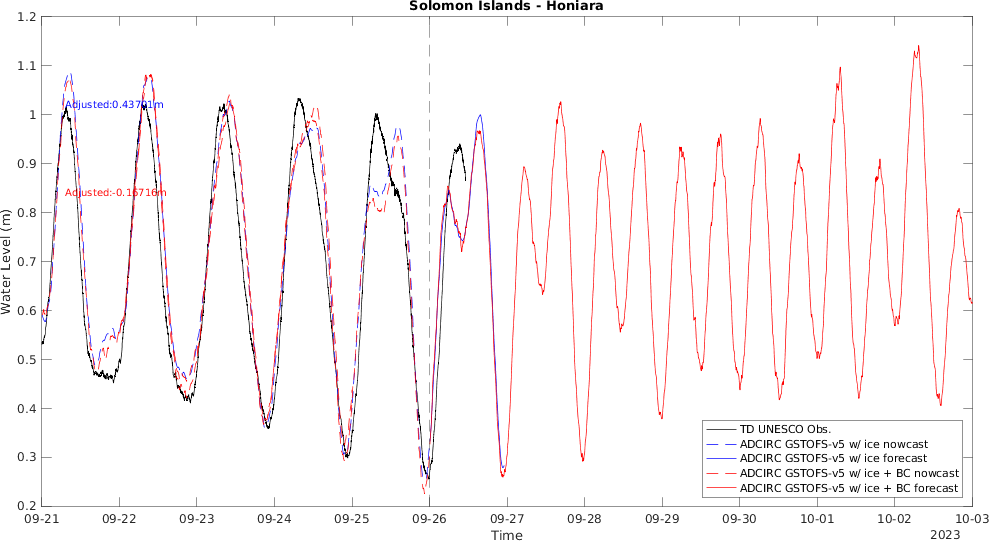 Solomon Islands - Honiara
1.2
1.1
1
0.9
0.8
0.7
0.6
0.5
0.4
0.3
0.2
Water Level (m)
Adjusted:0.43701m
Adjusted:-0.16716m
TD UNESCO Obs.
ADCIRC GSTOFS-v5 w/ ice nowcast
ADCIRC GSTOFS-v5 w/ ice forecast
ADCIRC GSTOFS-v5 w/ ice + BC nowcast
ADCIRC GSTOFS-v5 w/ ice + BC forecast
09-21 09-22 09-23 09-24 09-25 09-26 09-27 09-28 09-29 09-30 10-01 10-02 10-03
Time
2023